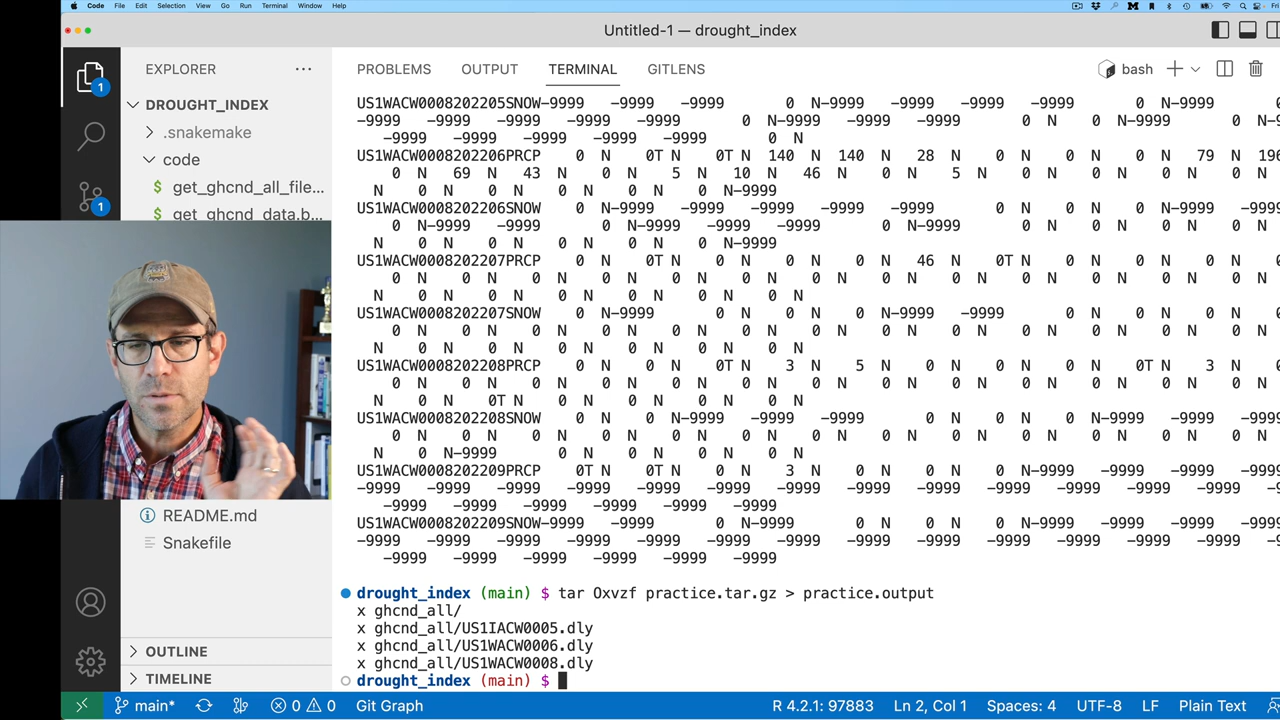 Code File Edit Selection View Go Run Terminal Window Help Fri
Untitled-1 — drought_index
EXPLORER ···
DROUGHT_INDEX
.snakemake
code
$ get_ghcnd_all_file...
$ get_ghcnd_data.b...
README.md
Snakefile
OUTLINE
TIMELINE
1
1
PROBLEMS OUTPUT TERMINAL GITLENS bash
US1WACW0008202205SNOW-9999 -9999 -9999 0 N-9999 -9999 -9999 -9999 0 N-9999
-9999 -9999 -9999 -9999 -9999 0 N-9999 -9999 -9999 0 N 0 N-9999
-9999 -9999 -9999 -9999 -9999 0 N
US1WACW0008202206PRCP 0 N 0T N 0T N 140 N 140 N 28 N 0 N 0 N 0 N 79 N 196
0 N 69 N 43 N 0 N 5 N 10 N 46 N 0 N 5 N 0 N 0 N 0 N 0
N 0 N 0 N 0 N 0 N 0 N-9999
US1WACW0008202206SNOW 0 N-9999 -9999 -9999 -9999 -9999 0 N 0 N 0 N-9999
0 N-9999 -9999 0 N-9999 -9999 -9999 0 N-9999 0 N 0 N 0 N 0
N 0 N 0 N 0 N 0 N 0 N-9999
US1WACW0008202207PRCP 0 N 0T N 0 N 0 N 0 N 46 N 0T N 0 N 0 N 0 N
0 N 0 N 0 N 0 N 0 N 0 N 0 N 0 N 0 N 0 N 0 N 0 N 0
N 0 N 0 N 0 N 0 N 0 N 0 N
US1WACW0008202207SNOW 0 N 0 N 0 N 0 N 0 N-9999 -9999 0 N 0 N 0 N
0 N 0 N 0 N 0 N 0 N 0 N 0 N 0 N 0 N 0 N 0 N 0 N 0
N 0 N 0 N 0 N 0 N 0 N 0 N
US1WACW0008202208PRCP 0 N 0 N 0T N 3 N 5 N 0 N 0 N 0 N 0T N 3 N
0 N 0 N 0 N 0 N 0 N 0 N 0 N 0 N 0 N 0 N 0 N 0 N 0
N 0 N 0T N 0 N 0 N 0 N 0 N
US1WACW0008202208SNOW 0 N 0 N-9999 -9999 -9999 0 N 0 N 0 N-9999 -9999
0 N 0 N 0 N 0 N 0 N 0 N 0 N 0 N 0 N 0 N 0 N 0 N 0
N 0 N-9999 0 N 0 N 0 N 0 N
US1WACW0008202209PRCP 0T N 0T N 0 N 3 N 0 N 0 N 0 N-9999 -9999 -9999
-9999 -9999 -9999 -9999 -9999 -9999 -9999 -9999 -9999 -9999 -9999 -9999 -9999
-9999 -9999 -9999 -9999 -9999 -9999
US1WACW0008202209SNOW-9999 -9999 0 N-9999 0 N 0 N 0 N-9999 -9999 -9999
-9999 -9999 -9999 -9999 -9999 -9999 -9999 -9999 -9999 -9999 -9999 -9999 -9999
-9999 -9999 -9999 -9999 -9999 -9999
drought_index (main) $ tar Oxvzf practice.tar.gz > practice.output
x ghcnd_all/
x ghcnd_all/US1IACW0005.dly
x ghcnd_all/US1WACW0006.dly
x ghcnd_all/US1WACW0008.dly
drought_index (main) $
main* 0 0 Git Graph R 4.2.1: 97883 Ln 2, Col 1 Spaces: 4 UTF-8 LF Plain Text